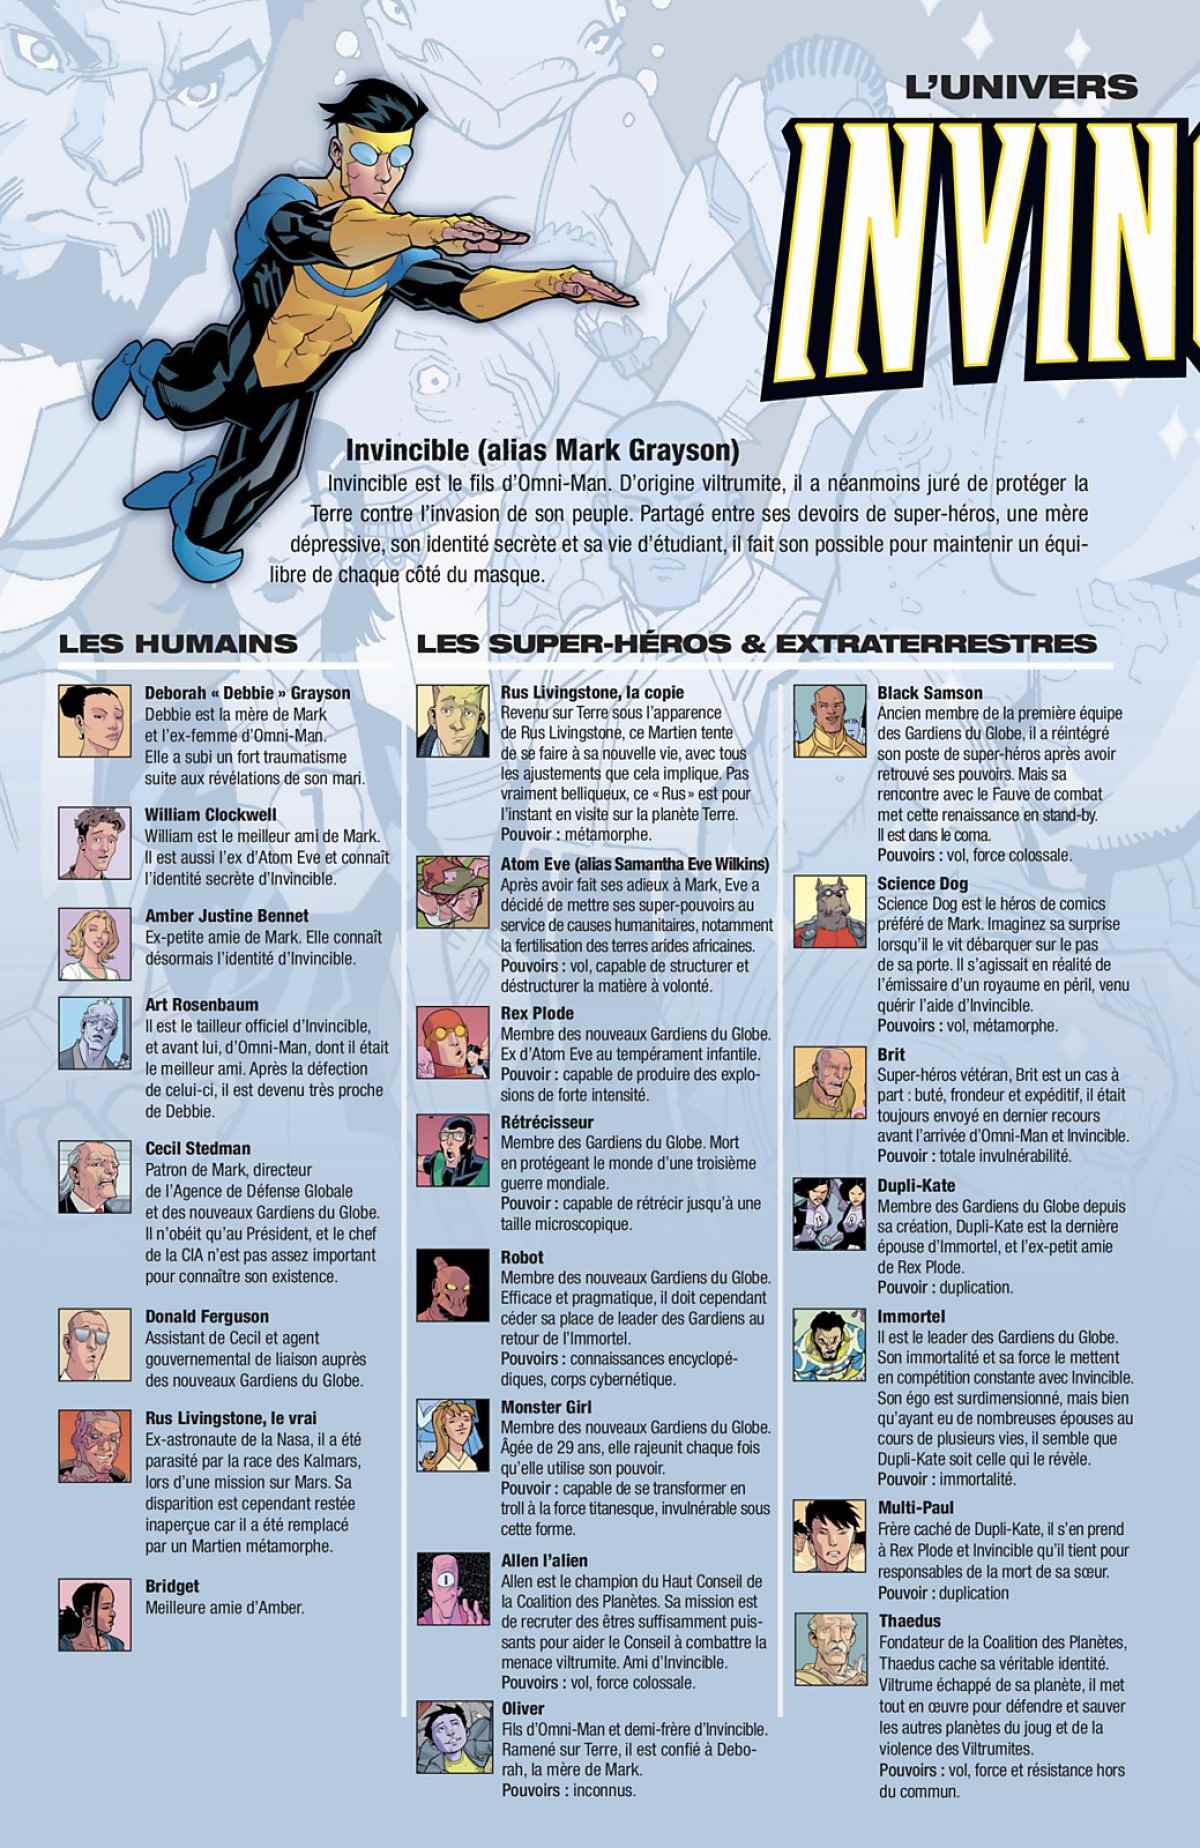 L'UNIVERS
INVIN
Invincible (alias Mark Grayson)
Invincible est le fils d'Omni-Man. D'origine viltrumite, il a néanmoins juré de protéger la
Terre contre l'invasion de son peuple. Partagé entre ses devoirs de super-héros, une mère
dépressive, son identité secrète et sa vie d'étudiant, il fait son possible pour maintenir un équi-
libre de chaque côté du masque.
LES HUMAINS
Deborah « Debbie » Grayson
Debbie est la mère de Mark
et l'ex-femme d'Omni-Man.
Elle a subi un fort traumatisme
suite aux révélations de son mari.
William Clockwell
William est le meilleur ami de Mark.
Il est aussi l'ex d'Atom Eve et connaît
l'identité secrète d'Invincible.
Amber Justine Bennet
Ex-petite amie de Mark. Elle connaît
désormais l'identité d'Invincible.
Art Rosenbaum
Il est le tailleur officiel d'Invincible,
et avant lui, d'Omni-Man, dont il était
le meilleur ami. Après la défection
de celui-ci, il est devenu très proche
de Debbie.
Cecil Stedman
Patron de Mark, directeur
de l'Agence de Défense Globale
et des nouveaux Gardiens du Globe.
Il n'obéit qu'au Président, et le chef
de la CIA n'est pas assez important
pour connaître son existence.
Donald Ferguson
Assistant de Cecil et agent
gouvernemental de liaison auprès
des nouveaux Gardiens du Globe.
Rus Livingstone, le vrai
Ex-astronaute de la Nasa, il a été
parasité par la race des Kalmars,
lors d'une mission sur Mars. Sa
disparition est cependant restée
inaperçue car il a été remplacé
par un Martien métamorphe.
Bridget
Meilleure amie d'Amber.
LES SUPER-HÉROS & EXTRATERRESTRES
Rus Livingstone, la copie
Revenu sur Terre sous l'apparence
de Rus Livingstone, ce Martien tente
de se faire à sa nouvelle vie, avec tous
les ajustements que cela implique. Pas
vraiment belliqueux, ce « Rus » est pour
l'instant en visite sur la planète Terre.
Pouvoir : métamorphe.
Atom Eve (alias Samantha Eve Wilkins)
Après avoir fait ses adieux à Mark, Eve a
décidé de mettre ses super-pouvoirs au
service de causes humanitaires, notamment
la fertilisation des terres arides africaines.
Pouvoirs : vol, capable de structurer et
déstructurer la matière à volonté.
Rex Plode
Membre des nouveaux Gardiens du Globe.
Ex d'Atom Eve au tempérament infantile.
Pouvoir : capable de produire des explo-
sions de forte intensité.
Rétrécisseur
Membre des Gardiens du Globe. Mort
en protégeant le monde d'une troisième
guerre mondiale.
Pouvoir : capable de rétrécir jusqu'à une
taille microscopique.
Robot
Membre des nouveaux Gardiens du Globe.
Efficace et pragmatique, il doit cependant
céder sa place de leader des Gardiens au
retour de l'Immortel.
Pouvoirs : connaissances encyclopé-
diques, corps cybernétique.
Monster Girl
Membre des nouveaux Gardiens du Globe.
Âgée de 29 ans, elle rajeunit chaque fois
qu'elle utilise son pouvoir.
Pouvoir : capable de se transformer en
troll à la force titanesque, invulnérable sous
cette forme.
Allen l'alien
Allen est le champion du Haut Conseil de
la Coalition des Planètes. Sa mission est
de recruter des êtres suffisamment puis-
sants pour aider le Conseil à combattre la
menace viltrumite. Ami d'Invincible.
Pouvoirs : vol, force colossale.
Oliver
Fils d'Omni-Man et demi-frère d'Invincible.
Ramené sur Terre, il est confié à Debo-
rah, la mère de Mark.
Pouvoirs : inconnus.
Black Samson
Ancien membre de la première équipe
des Gardiens du Globe, il a réintégré
son poste de super-héros après avoir
retrouvé ses pouvoirs. Mais sa
rencontre avec le Fauve de combat
met cette renaissance en stand-by.
Il est dans le coma.
Pouvoirs : vol, force colossale.
Science Dog
Science Dog est le héros de comics
préféré de Mark. Imaginez sa surprise
lorsqu'il le vit débarquer sur le pas
de sa porte. Il s'agissait en réalité de
l'émissaire d'un royaume en péril, venu
quérir l'aide d'Invincible.
Pouvoirs : vol, métamorphe.
Brit
Super-héros vétéran, Brit est un cas à
part : buté, frondeur et expéditif, il était
toujours envoyé en dernier recours
avant l'arrivée d'Omni-Man et Invincible.
Pouvoir : totale invulnérabilité.
Dupli-Kate
Membre des Gardiens du Globe depuis
sa création, Dupli-Kate est la dernière
épouse d'Immortel, et l'ex-petit amie
de Rex Plode.
Pouvoir : duplication.
Immortel
Il est le leader des Gardiens du Globe.
Son immortalité et sa force le mettent
en compétition constante avec Invincible.
Son égo est surdimensionné, mais bien
qu'ayant eu de nombreuses épouses au
cours de plusieurs vies, il semble que
Dupli-Kate soit celle qui le révèle.
Pouvoir : immortalité.
Multi-Paul
Frère caché de Dupli-Kate, il s'en prend
à Rex Plode et Invincible qu'il tient pour
responsables de la mort de sa sœur.
Pouvoir : duplication
Thaedus
Fondateur de la Coalition des Planètes,
Thaedus cache sa véritable identité.
Viltrume échappé de sa planète, il met
tout en œuvre pour défendre et sauver
les autres planètes du joug et de la
violence des Viltrumites.
Pouvoirs : vol, force et résistance hors
du commun.